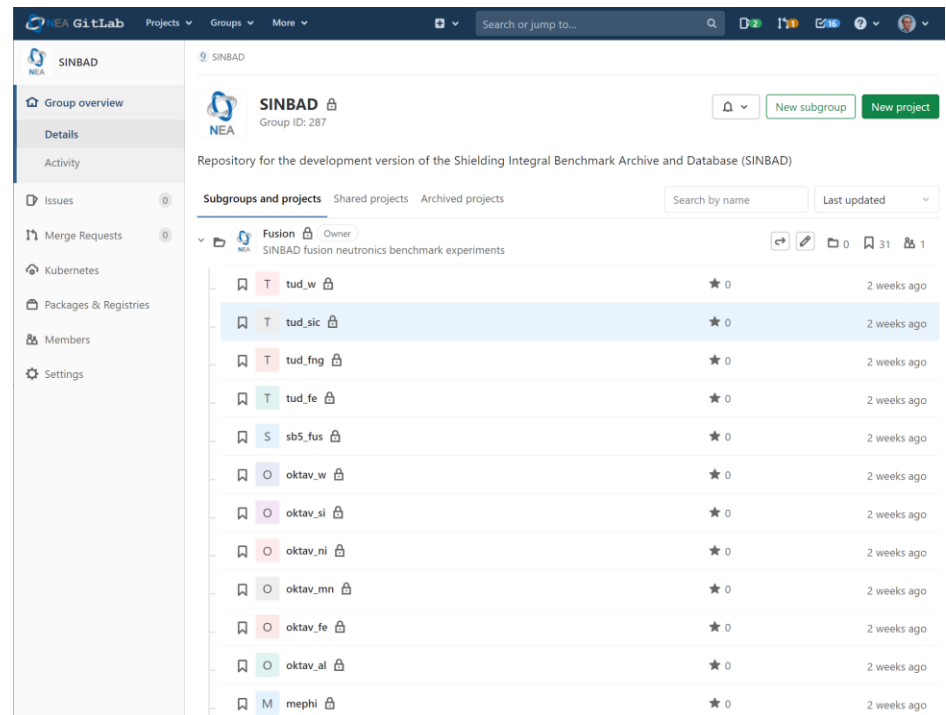 NEA GitLab Projects Groups More Search or jump to... 2 1 16
NEA SINBAD
SINBAD
Group overview
Details
Activity
Issues 0
Merge Requests 0
Kubernetes
Packages & Registries
Members
Settings
NEA
SINBAD
Group ID: 287
New subgroup New project
Repository for the development version of the Shielding Integral Benchmark Archive and Database (SINBAD)
Subgroups and projects Shared projects Archived projects Search by name Last updated
NEA Fusion Owner 0 31 1
SINBAD fusion neutronics benchmark experiments
T tud_w 0 2 weeks ago
T tud_sic 0 2 weeks ago
T tud_fng 0 2 weeks ago
T tud_fe 0 2 weeks ago
S sb5_fus 0 2 weeks ago
O oktav_w 0 2 weeks ago
O oktav_si 0 2 weeks ago
O oktav_ni 0 2 weeks ago
O oktav_mn 0 2 weeks ago
O oktav_fe 0 2 weeks ago
O oktav_al 0 2 weeks ago
M mephi 0 2 weeks ago